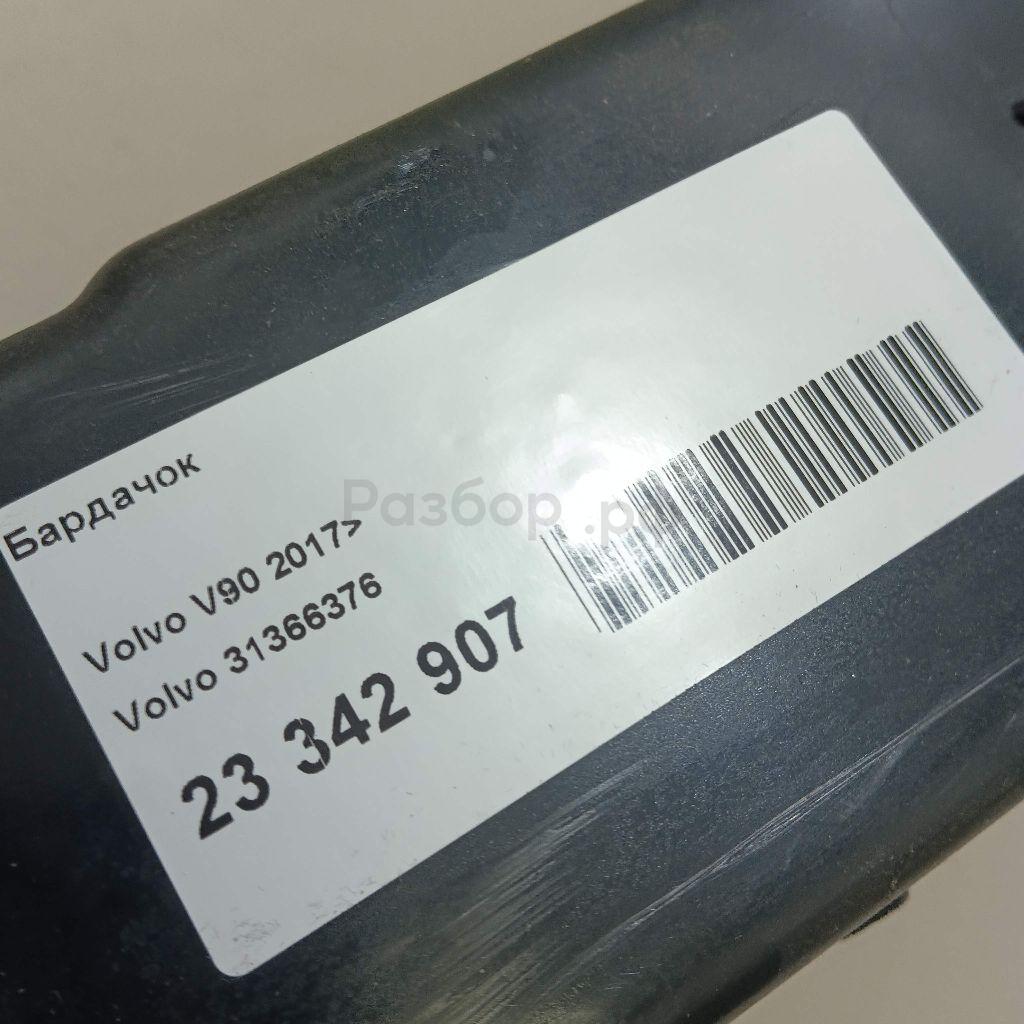 Бардачок
Volvo V90 2017>
Volvo 31366376
23 342 907
Разбор.ру